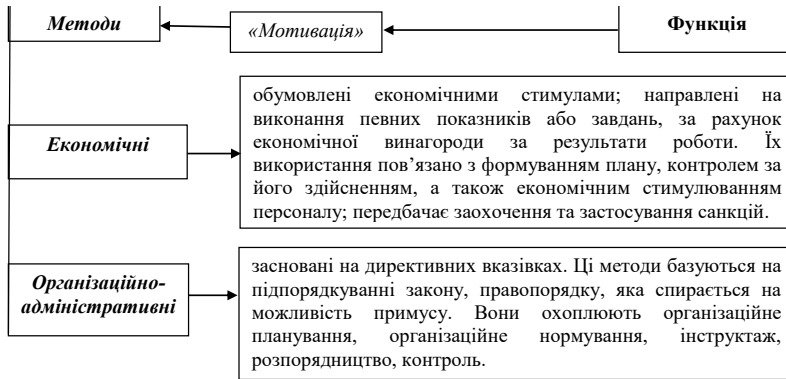 Методи
«Мотивація»
Функція
Економічні
обумовлені економічними стимулами; направлені на
виконання певних показників або завдань, за рахунок
економічної винагороди за результати роботи. Їх
використання пов’язано з формуванням плану, контролем за
його здійсненням, а також економічним стимулюванням
персоналу; передбачає заохочення та застосування санкцій.
Організаційно-
адміністративні
засновані на директивних вказівках. Ці методи базуються на
підпорядкуванні закону, правопорядку, яка спирається на
можливість примусу. Вони охоплюють організаційне
планування, організаційне нормування, інструктаж,
розпорядництво, контроль.